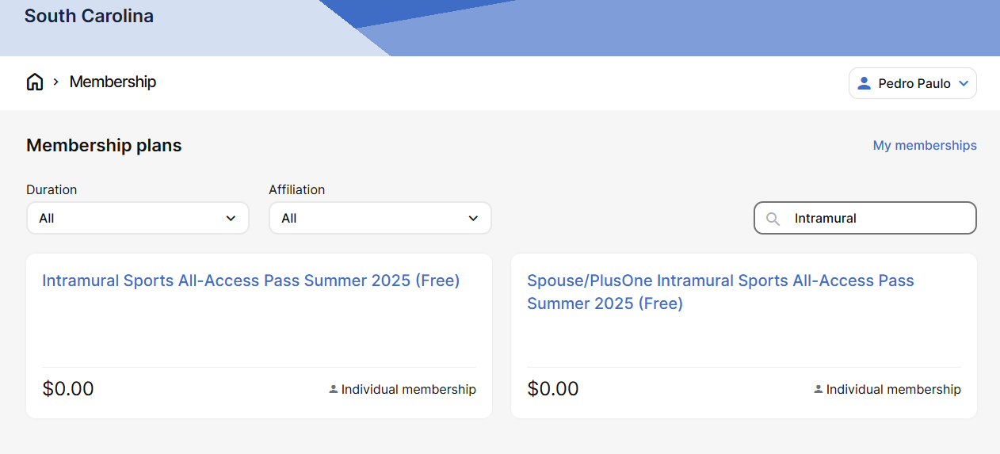 South Carolina
Membership
Pedro Paulo
Membership plans
My memberships
Duration
Affiliation
All
All
Intramural
Intramural Sports All-Access Pass Summer 2025 (Free)
$0.00
Individual membership
Spouse/PlusOne Intramural Sports All-Access Pass
Summer 2025 (Free)
$0.00
Individual membership